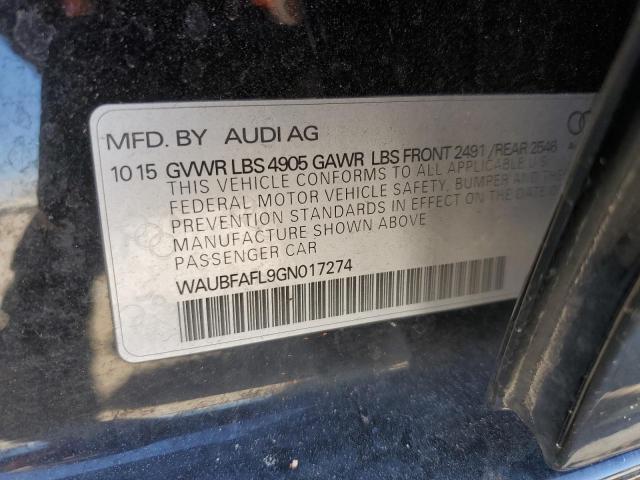 MFD. BY AUDI AG
10 15 GVWR LBS 4905 GAWR LBS FRONT 2491 /REAR 2546
THIS VEHICLE CONFORMS TO ALL APPLICABLE U.S.
FEDERAL MOTOR VEHICLE SAFETY, BUMPER AND THEFT
PREVENTION STANDARDS IN EFFECT ON THE DATE OF
MANUFACTURE SHOWN ABOVE
PASSENGER CAR
WAUBFAFL9GN017274